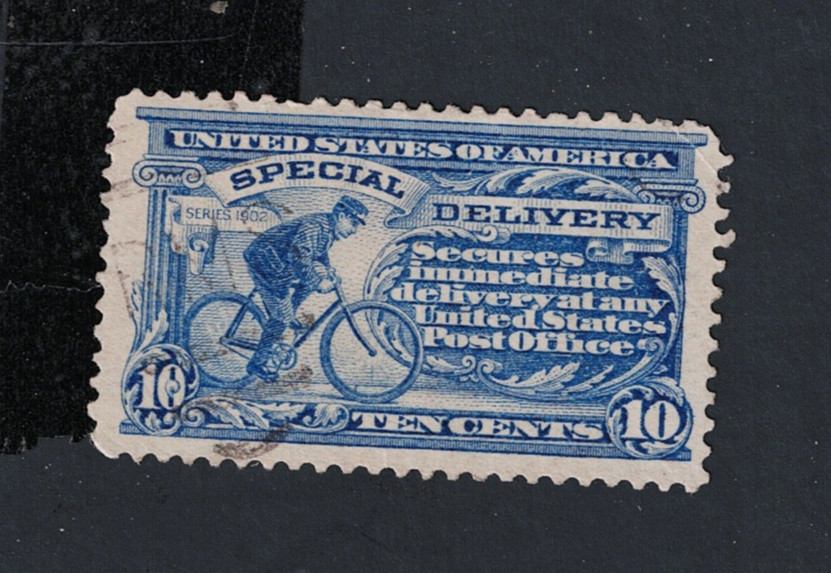 UNITED STATES OF AMERICA
SPECIAL
DELIVERY
SERIES 1902
Secures
immediate
delivery at any
United States
Post Office
10
TEN CENTS
10